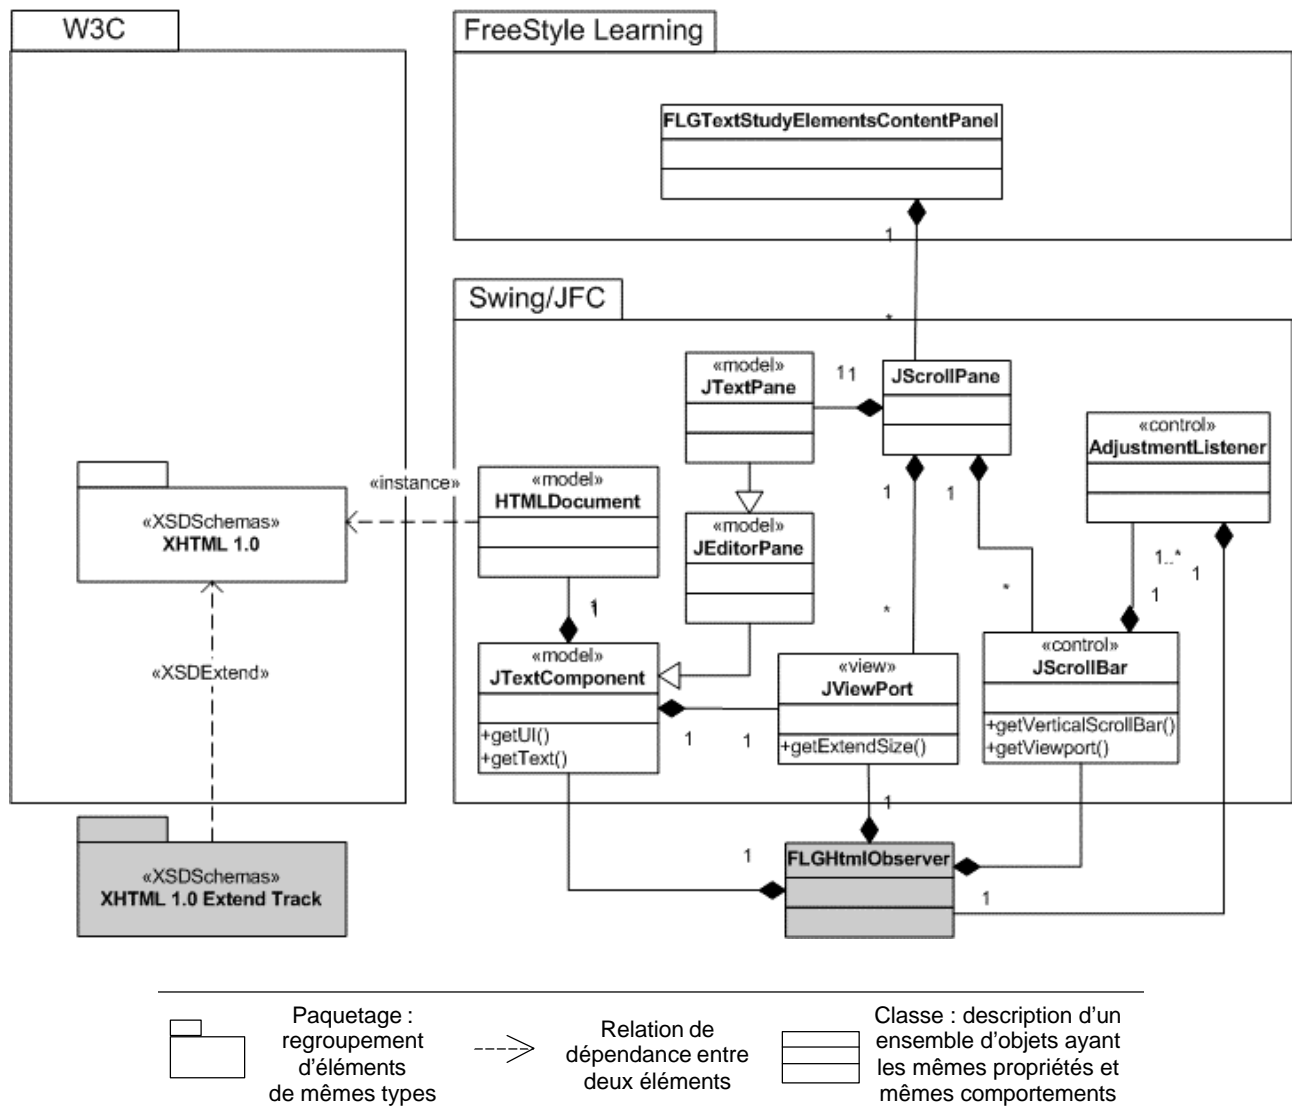 W3C
FreeStyle Learning
FLGTextStudyElementsContentPanel
1
*
Swing/JFC
«model»
JTextPane
1
1
JScrollPane
«control»
AdjustmentListener
«instance»
«model»
HTMLDocument
1
1
«XSDSchemas»
XHTML 1.0
«model»
JEditorPane
1..*
1
1
*
*
1
«XSDExtend»
«model»
JTextComponent
+getUI()
+getText()
1
1
«view»
JViewPort
+getExtendSize()
«control»
JScrollBar
+getVerticalScrollBar()
+getViewport()
1
1
FLGHtmlObserver
1
«XSDSchemas»
XHTML 1.0 Extend Track
Paquetage :
regroupement
d'éléments
de mêmes types
Relation de
dépendance entre
deux éléments
Classe : description d'un
ensemble d'objets ayant
les mêmes propriétés et
mêmes comportements